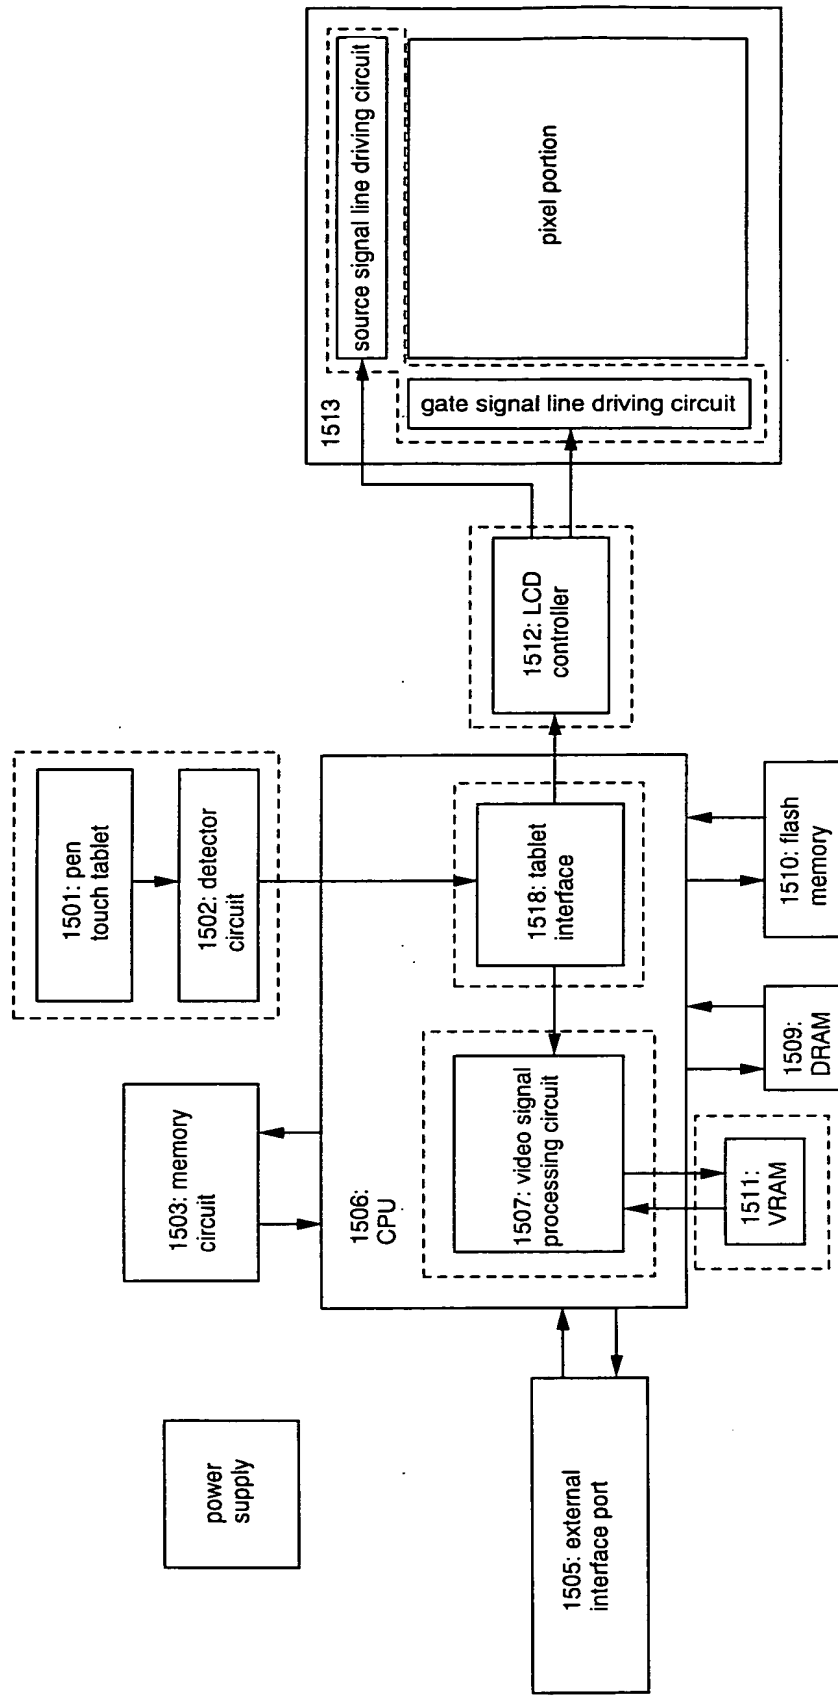 power
supply
1505: external
interface port
1503: memory
circuit
1506:
CPU
1507: video signal
processing circuit
1511:
VRAM
1509:
DRAM
1501: pen
touch tablet
1502: detector
circuit
1518: tablet
interface
1510: flash
memory
1512: LCD
controller
1513
source signal line driving circuit
gate signal line driving circuit
pixel portion